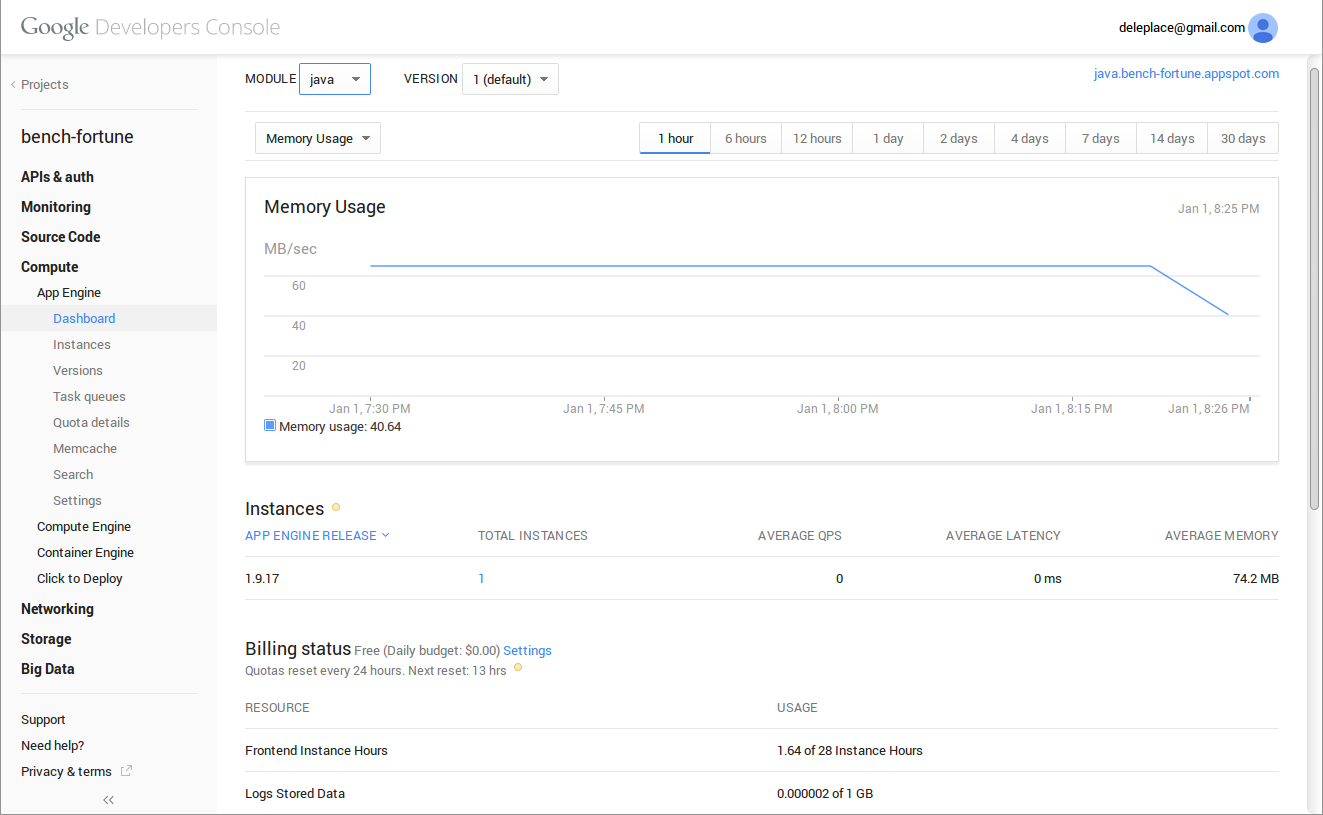 Google Developers Console
deleplace@gmail.com
Projects
bench-fortune
APIs & auth
Monitoring
Source Code
Compute
App Engine
Dashboard
Instances
Versions
Task queues
Quota details
Memcache
Search
Settings
Compute Engine
Container Engine
Click to Deploy
Networking
Storage
Big Data
Support
Need help?
Privacy & terms
MODULE java VERSION 1 (default) java.bench-fortune.appspot.com
Memory Usage 1 hour 6 hours 12 hours 1 day 2 days 4 days 7 days 14 days 30 days
Memory Usage Jan 1, 8:25 PM
MB/sec
60
40
20
Jan 1, 7:30 PM Jan 1, 7:45 PM Jan 1, 8:00 PM Jan 1, 8:15 PM Jan 1, 8:26 PM
Memory usage: 40.64
Instances
APP ENGINE RELEASE TOTAL INSTANCES AVERAGE QPS AVERAGE LATENCY AVERAGE MEMORY
1.9.17 1 0 0 ms 74.2 MB
Billing status Free (Daily budget: $0.00) Settings
Quotas reset every 24 hours. Next reset: 13 hrs
RESOURCE USAGE
Frontend Instance Hours 1.64 of 28 Instance Hours
Logs Stored Data 0.000002 of 1 GB